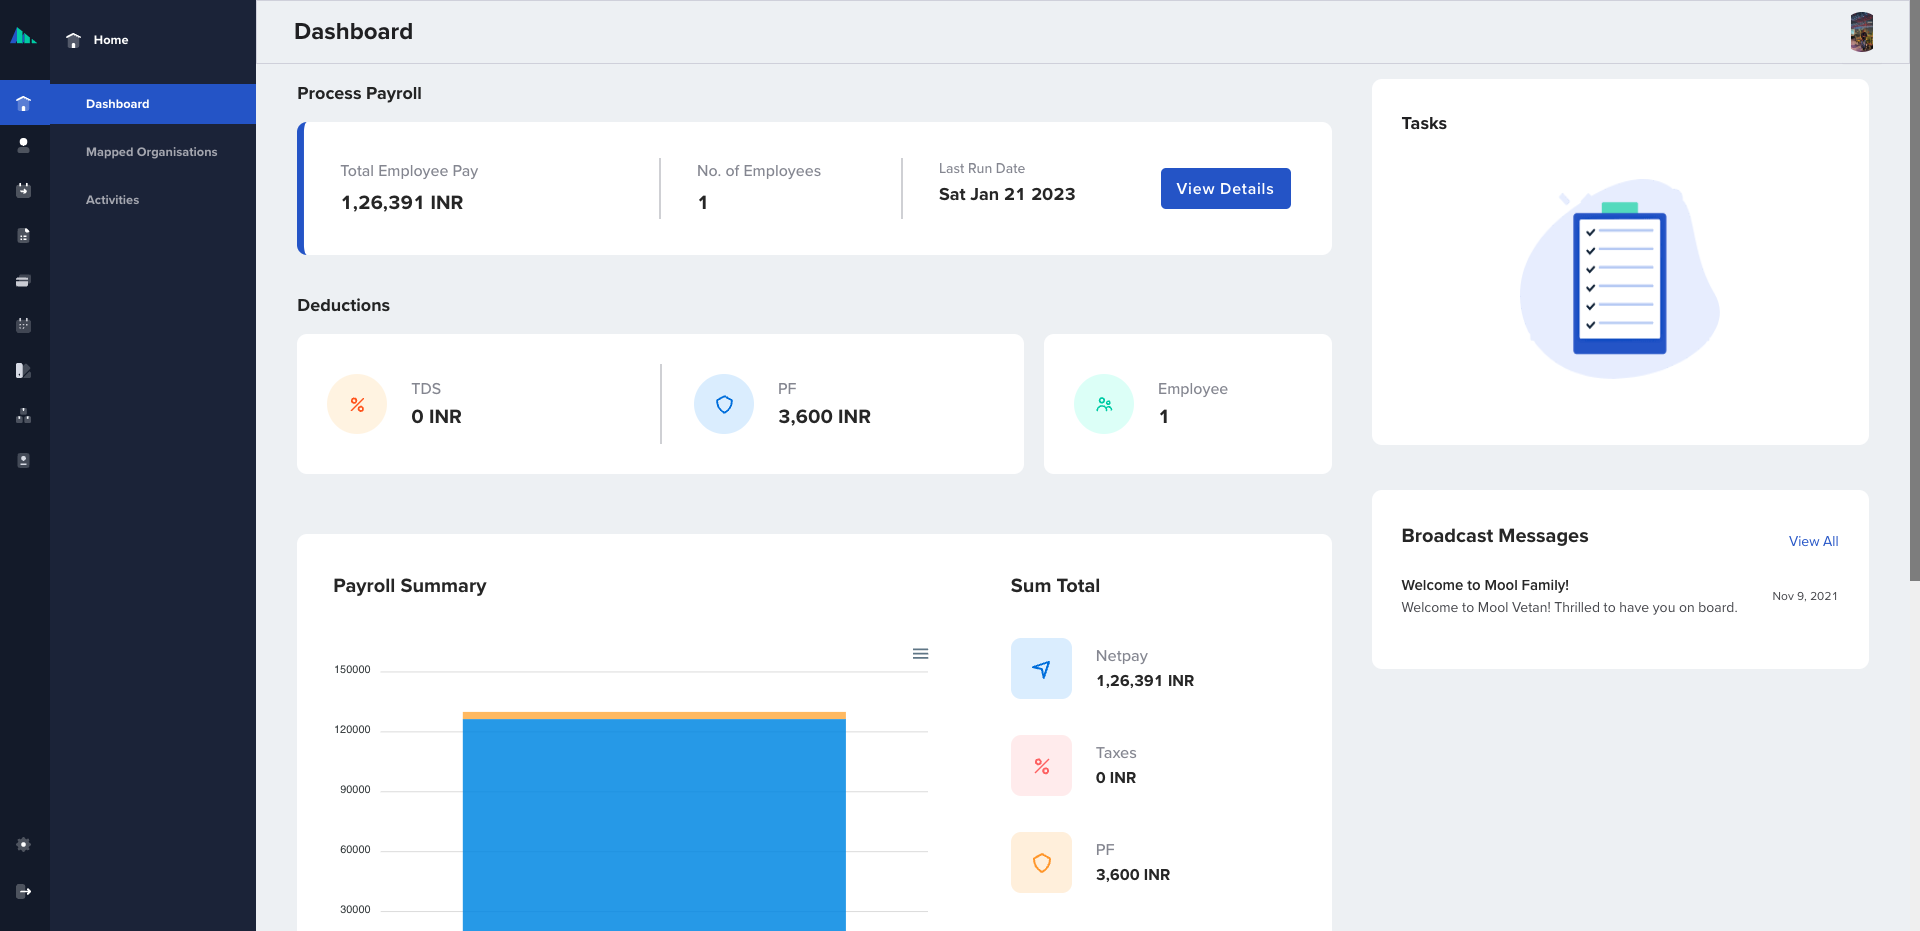 Home
Dashboard
Mapped Organisations
Activities
Dashboard
Process Payroll
Total Employee Pay
1,26,391 INR
No. of Employees
1
Last Run Date
Sat Jan 21 2023
View Details
Deductions
TDS
0 INR
PF
3,600 INR
Employee
1
Payroll Summary
150000
120000
90000
60000
30000
Sum Total
Netpay
1,26,391 INR
Taxes
0 INR
PF
3,600 INR
Tasks
Broadcast Messages
View All
Welcome to Mool Family!
Welcome to Mool Vetan! Thrilled to have you on board.
Nov 9, 2021